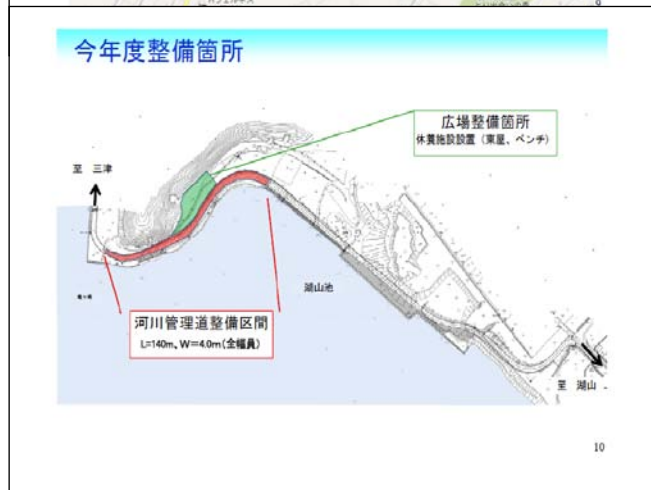 9
今年度整備箇所
広場整備箇所
休養施設設置(東屋、ベンチ)
至 三津
湖山池
河川管理道整備区間
L=140m、W=4.0m(全幅員)
至 湖山
10